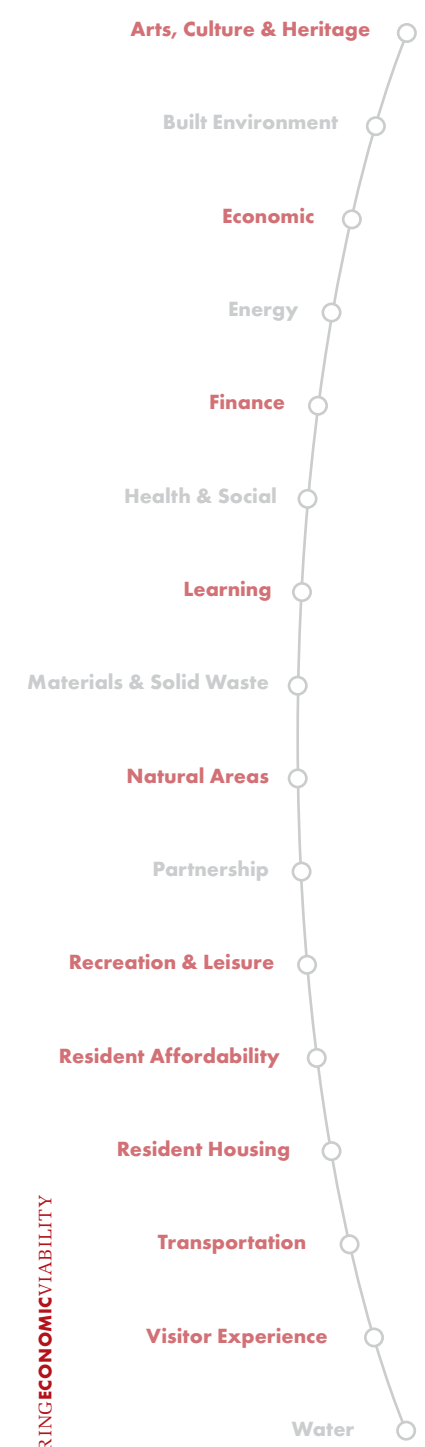 Arts, Culture & Heritage
Built Environment
Economic
Energy
Finance
Health & Social
Learning
Materials & Solid Waste
Natural Areas
Partnership
Recreation & Leisure
Resident Affordability
Resident Housing
Transportation
Visitor Experience
Water
RINGECONOMICVIABILITY